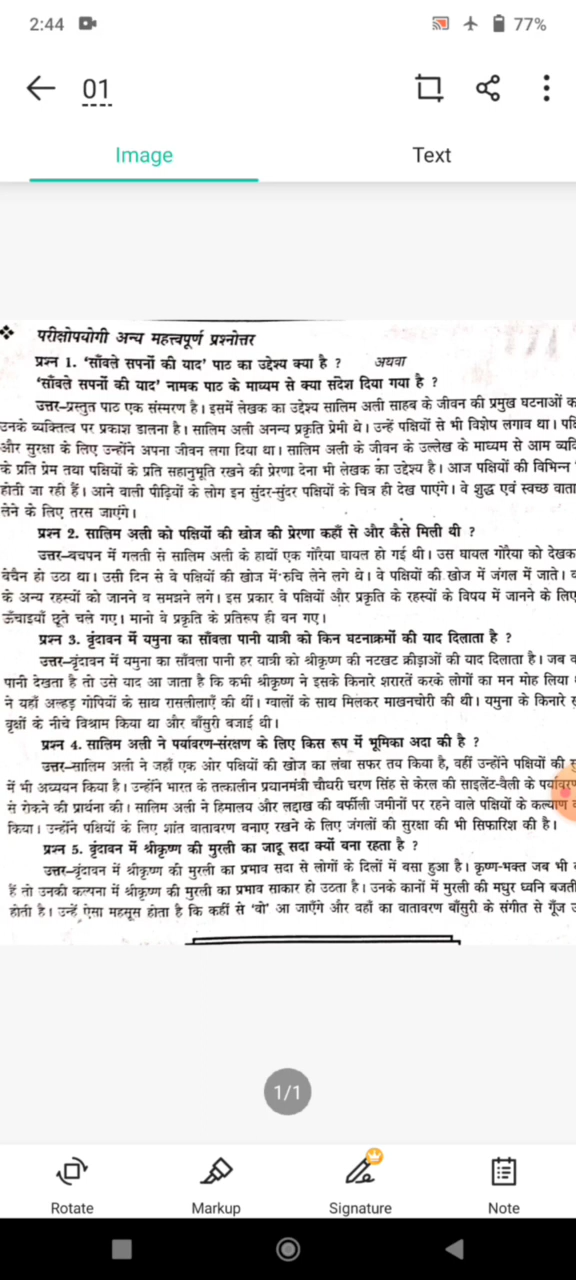 2:44
77%
01
Image
Text
❖ परीक्षोपयोगी अन्य महत्त्वपूर्ण प्रश्नोत्तर
प्रश्न 1. 'साँवले सपनों की याद' पाठ का उद्देश्य क्या है ? अथवा
'साँवले सपनों की याद' नामक पाठ के माध्यम से क्या संदेश दिया गया है ?
उत्तर–प्रस्तुत पाठ एक संस्मरण है। इसमें लेखक का उद्देश्य सालिम अली साहब के जीवन की प्रमुख घटनाओं
उनके व्यक्तित्व पर प्रकाश डालना है। सालिम अली अनन्य प्रकृति प्रेमी थे। उन्हें पक्षियों से भी विशेष लगाव था।
और सुरक्षा के लिए उन्होंने अपना जीवन लगा दिया था। सालिम अली के जीवन के उल्लेख के माध्यम से आम
के प्रति प्रेम तथा पक्षियों के प्रति सहानुभूति रखने की प्रेरणा देना भी लेखक का उद्देश्य है। आज पक्षियों की विभिन्न
होती जा रही हैं। आने वाली पीढ़ियों के लोग इन सुंदर-सुंदर पक्षियों के चित्र ही देख पाएंगे। वे शुद्ध एवं स्वच्छ
लेने के लिए तरस जाएंगे।
प्रश्न 2. सालिम अली को पक्षियों की खोज की प्रेरणा कहाँ से और कैसे मिली थी ?
उत्तर–बचपन में गलती से सालिम अली के हाथों एक गोरैया घायल हो गई थी। उस घायल गोरैया को
बेचैन हो उठा था। उसी दिन से वे पक्षियों की खोज में रुचि लेने लगे थे। वे पक्षियों की खोज में जंगल में जाते।
के अन्य रहस्यों को जानने व समझने लगे। इस प्रकार वे पक्षियों और प्रकृति के रहस्यों के विषय में जानने के लिए
ऊँचाइयाँ छूते चले गए। मानो वे प्रकृति के प्रतिरूप ही बन गए।
प्रश्न 3. वृंदावन में यमुना का साँवला पानी यात्री को किन घटनाक्रमों की याद दिलाता है ?
उत्तर–वृंदावन में यमुना का साँवला पानी हर यात्री को श्रीकृष्ण की नटखट क्रीड़ाओं की याद दिलाता है। जब
पानी देखता है तो उसे याद आ जाता है कि कभी श्रीकृष्ण ने इसके किनारे शरारतें करके लोगों का मन मोह लिया
ने यहाँ अल्हड़ गोपियों के साथ रासलीलाएँ की थीं। ग्वालों के साथ मिलकर माखनचोरी की थी। यमुना के किनारे
वृक्षों के नीचे विश्राम किया था और बाँसुरी बजाई थी।
प्रश्न 4. सालिम अली ने पर्यावरण-संरक्षण के लिए किस रूप में भूमिका अदा की है ?
उत्तर–सालिम अली ने जहाँ एक ओर पक्षियों की खोज का लंबा सफर तय किया है, वहीं उन्होंने पक्षियों की
में भी अध्ययन किया है। उन्होंने भारत के तत्कालीन प्रधानमंत्री चौधरी चरण सिंह से केरल की साइलेंट-वैली के
से रोकने की प्रार्थना की। सालिम अली ने हिमालय और लद्दाख की बर्फीली जमीनों पर रहने वाले पक्षियों के कल्याण
किया। उन्होंने पक्षियों के लिए शांत वातावरण बनाए रखने के लिए जंगलों की सुरक्षा की भी सिफारिश की है।
प्रश्न 5. वृंदावन में श्रीकृष्ण की मुरली का जादू सदा क्यों बना रहता है ?
उत्तर–वृंदावन में श्रीकृष्ण की मुरली का प्रभाव सदा से लोगों के दिलों में बसा हुआ है। कृष्ण-भक्त जब भी
हैं तो उनकी कल्पना में श्रीकृष्ण की मुरली का प्रभाव साकार हो उठता है। उनके कानों में मुरली की मधुर ध्वनि बजती
होती है। उन्हें ऐसा महसूस होता है कि कहीं से 'वो' आ जाएँगे और वहाँ का वातावरण बाँसुरी के संगीत से गूँज
1/1
Rotate
Markup
Signature
Note